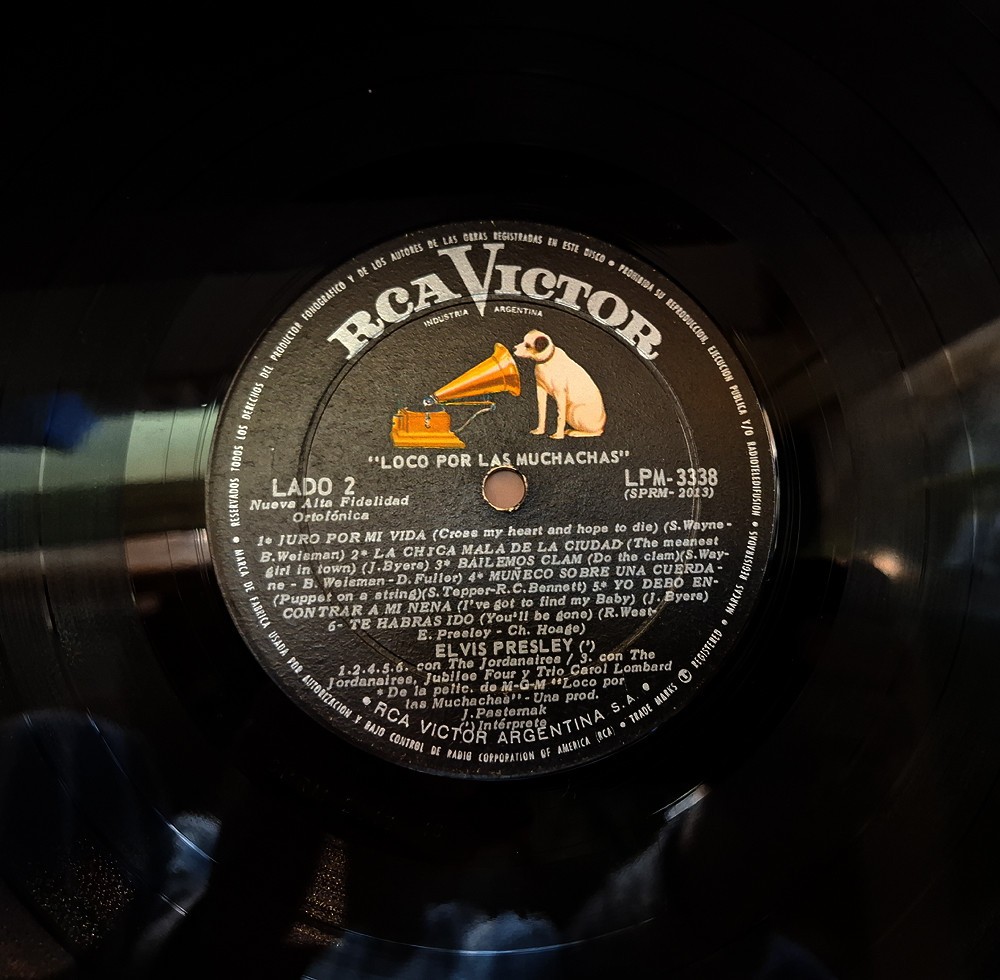 RESERVADOS TODOS LOS DERECHOS DEL PRODUCTOR FONOGRAFICO Y DE LOS AUTORES DE LAS OBRAS REGISTRADAS EN ESTE DISCO • PROHIBIDA SU REPRODUCCION, EJECUCION PUBLICA Y/O RADIOTELEDIFUSION •
RCA VICTOR
INDUSTRIA ARGENTINA
"LOCO POR LAS MUCHACHAS"
LADO 2
Nueva Alta Fidelidad
Ortofónica
LPM-3338
(SPRM-2013)
1* JURO POR MI VIDA (Cross my heart and hope to die) (S.Wayne-
B.Weisman) 2* LA CHICA MALA DE LA CIUDAD (The meanest
girl in town) (J.Byers) 3* BAILEMOS CLAM (Do the clam)(S.Way-
ne - B. Weisman - D. Fuller) 4* MUÑECO SOBRE UNA CUERDA
(Puppet on a string)(S.Tepper-R.C.Bennett) 5* YO DEBO EN-
CONTRAR A MI NENA (I've got to find my Baby) (J. Byers)
6- TE HABRAS IDO (You'll be gone) (R.West-
E. Presley - Ch. Hoage)
ELVIS PRESLEY (')
1.2.4.5.6. con The Jordanaires / 3. con The
Jordanaires, Jubilee Four y Trio Carol Lombard
* De la pelic. de M-G-M "Loco por
las Muchachas" - Una prod.
J. Pasternak
(') Intérprete
• RCA VICTOR ARGENTINA S.A. •
• MARCA DE FABRICA USADA POR AUTORIZACION Y BAJO CONTROL DE RADIO CORPORATION OF AMERICA (RCA) • TRADE MARKS ® REGISTERED • MARCAS REGISTRADAS •